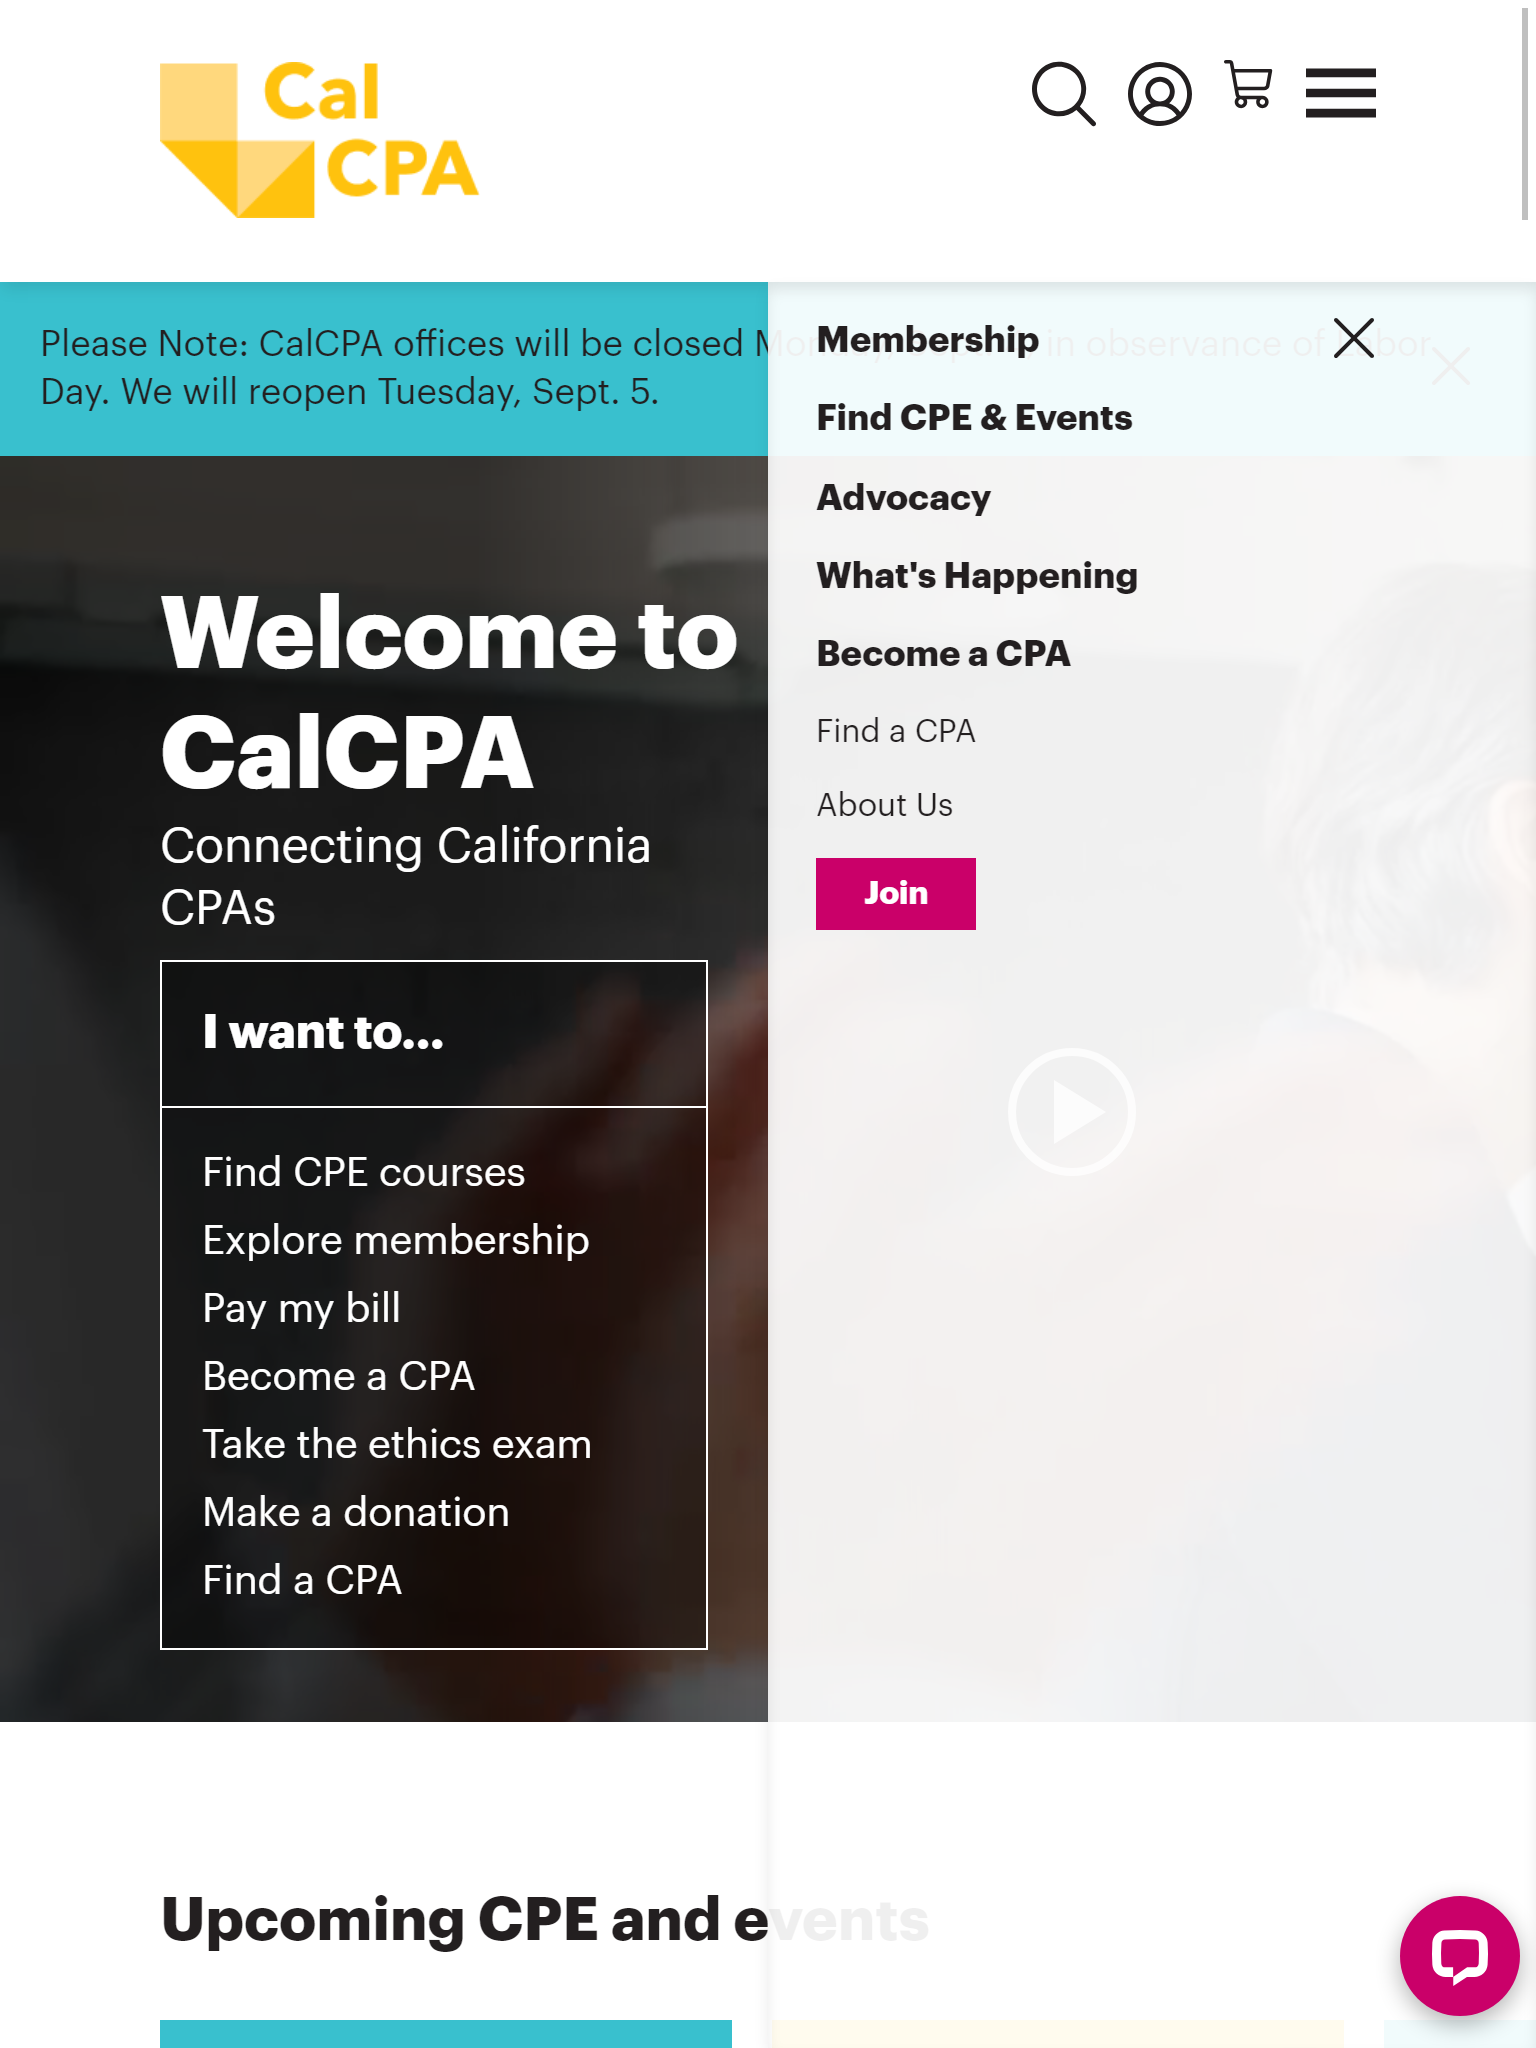 Cal
CPA
Please Note: CalCPA offices will be closed Monday, Sept. in observance of Labor
Day. We will reopen Tuesday, Sept. 5.
Membership
Find CPE & Events
Advocacy
What's Happening
Become a CPA
Find a CPA
About Us
Join
Welcome to
CalCPA
Connecting California
CPAs
I want to...
Find CPE courses
Explore membership
Pay my bill
Become a CPA
Take the ethics exam
Make a donation
Find a CPA
Upcoming CPE and events